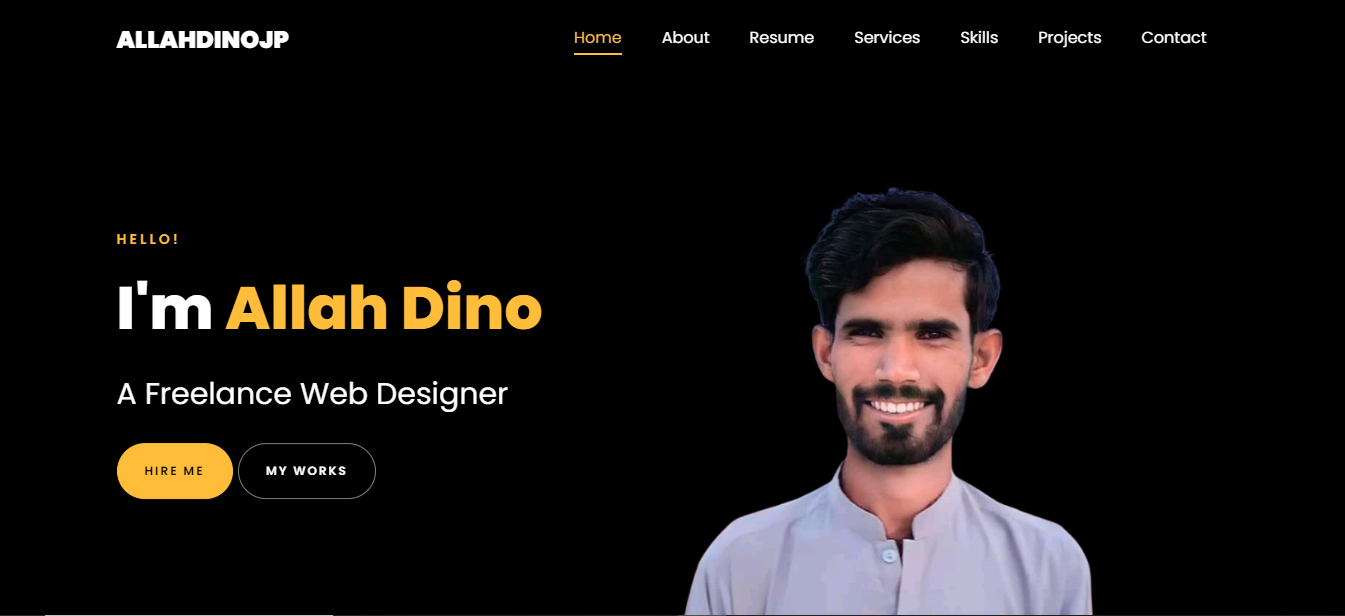 ALLAHDINOJP
Home About Resume Services Skills Projects Contact
HELLO!
I'm Allah Dino
A Freelance Web Designer
HIRE ME
MY WORKS